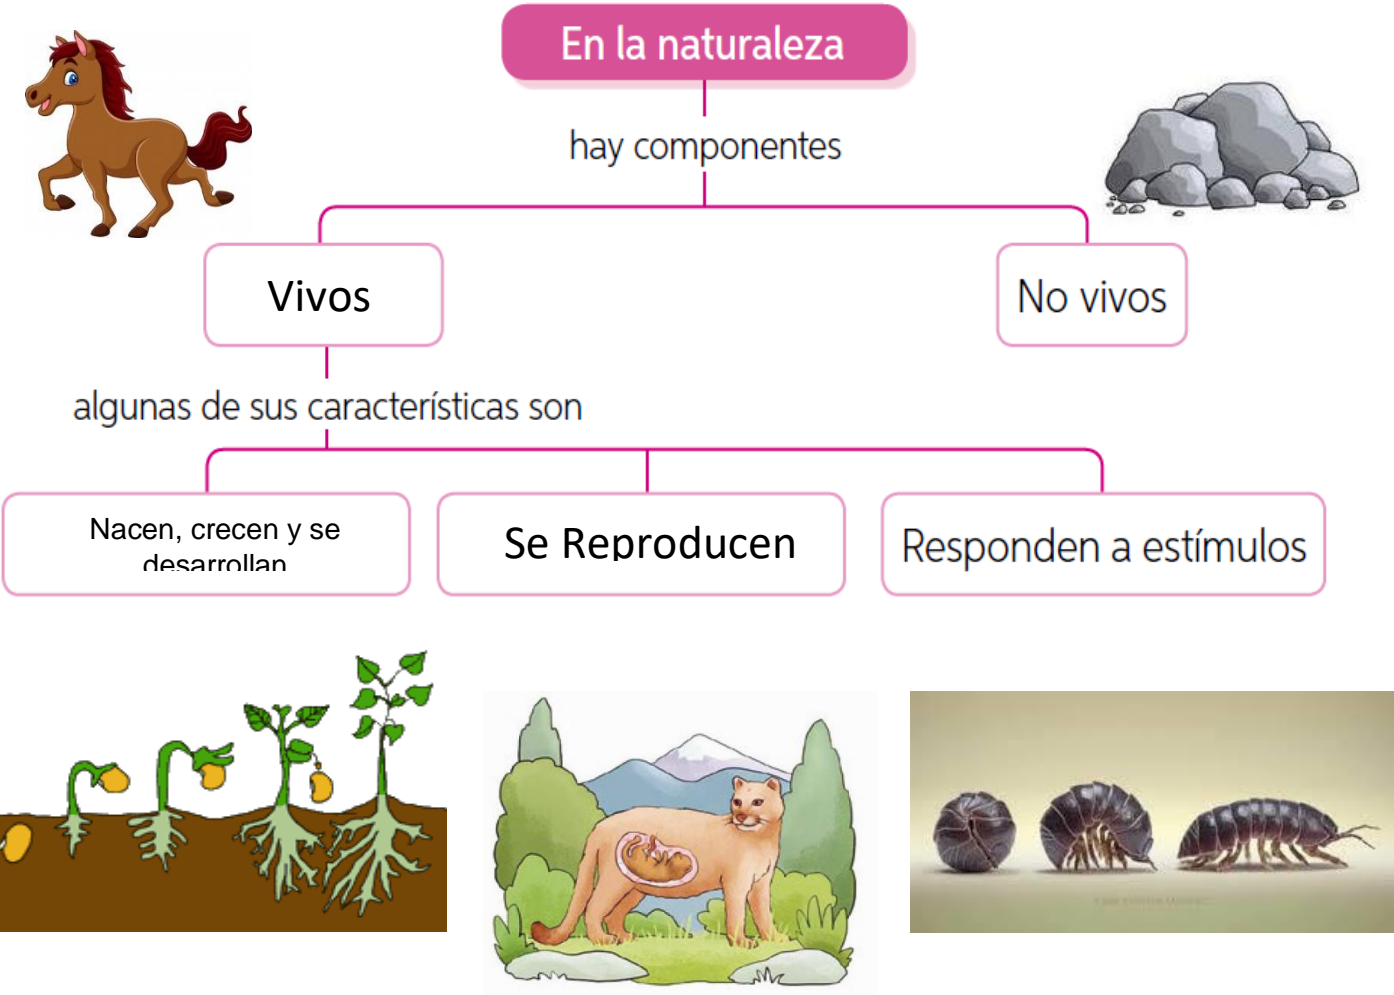 En la naturaleza
hay componentes
Vivos
No vivos
algunas de sus características son
Nacen, crecen y se
desarrollan
Se Reproducen
Responden a estímulos